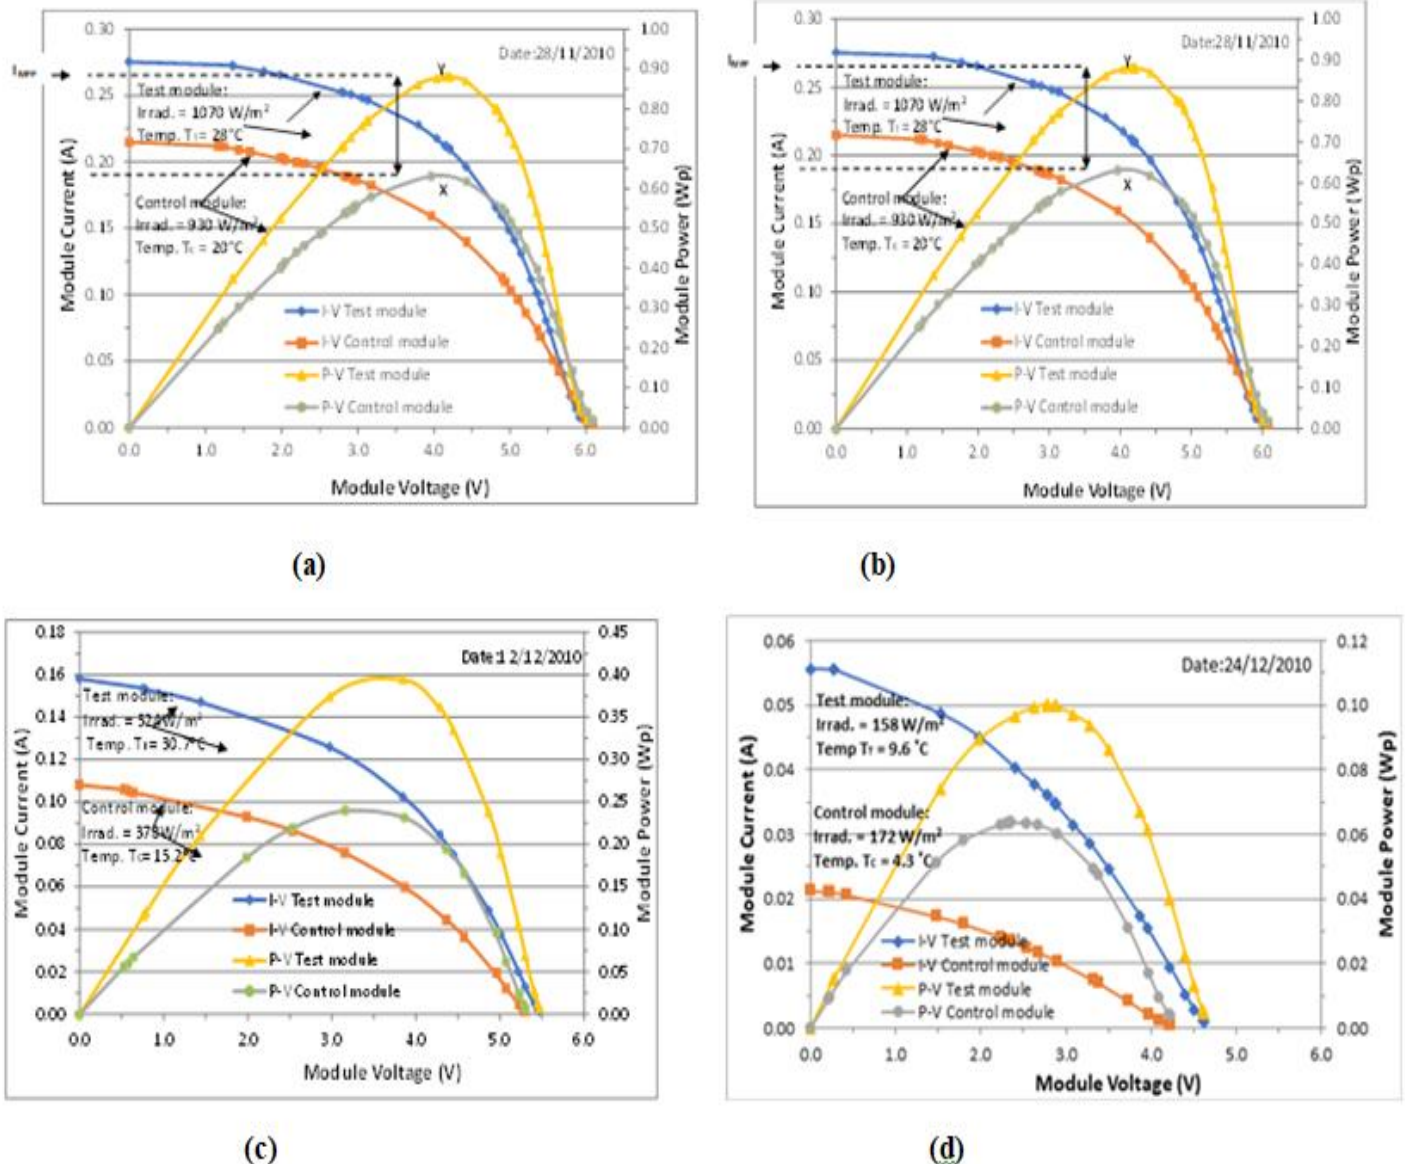 Date:28/11/2010
Y
Test module:
Irrad. = 1070 W/m²
Temp. T = 28°C
X
Control module:
Irrad. = 930 W/m²
Temp. Tc = 20°C
I-V Test module
I-V Control module
P-V Test module
P-V Control module
Module Current (A)
0.30
0.25
0.20
0.15
0.10
0.05
0.00
Module Power (Wp)
1.00
0.90
0.80
0.70
0.60
0.50
0.40
0.30
0.20
0.10
0.00
0.0 1.0 2.0 3.0 4.0 5.0 6.0
Module Voltage (V)
(a)
Date:28/11/2010
Y
Test module:
Irrad. = 1070 W/m²
Temp. T = 28°C
X
Control module:
Irrad. = 930 W/m²
Temp. Tc = 20°C
I-V Test module
I-V Control module
P-V Test module
P-V Control module
Module Current (A)
0.30
0.25
0.20
0.15
0.10
0.05
0.00
Module Power (Wp)
1.00
0.90
0.80
0.70
0.60
0.50
0.40
0.30
0.20
0.10
0.00
0.0 1.0 2.0 3.0 4.0 5.0 6.0
Module Voltage (V)
(b)
Date:12/12/2010
Test module:
Irrad. = W/m²
Temp. T = 30.7°C
Control module:
Irrad. = 378 W/m²
Temp. Tc = 15.2°C
I-V Test module
I-V Control module
P-V Test module
P-V Control module
Module Current (A)
0.18
0.16
0.14
0.12
0.10
0.08
0.06
0.04
0.02
0.00
Module Power (Wp)
0.45
0.40
0.35
0.30
0.25
0.20
0.15
0.10
0.05
0.00
0.0 1.0 2.0 3.0 4.0 5.0 6.0
Module Voltage (V)
(c)
Date:24/12/2010
Test module:
Irrad. = 158 W/m²
Temp Tт = 9.6 °C
Control module:
Irrad. = 172 W/m²
Temp. Tc = 4.3 °C
I-V Test module
I-V Control module
P-V Test module
P-V Control module
Module Current (A)
0.06
0.05
0.04
0.03
0.02
0.01
0.00
Module Power (Wp)
0.12
0.10
0.08
0.06
0.04
0.02
0.00
0.0 1.0 2.0 3.0 4.0 5.0 6.0
Module Voltage (V)
(d)